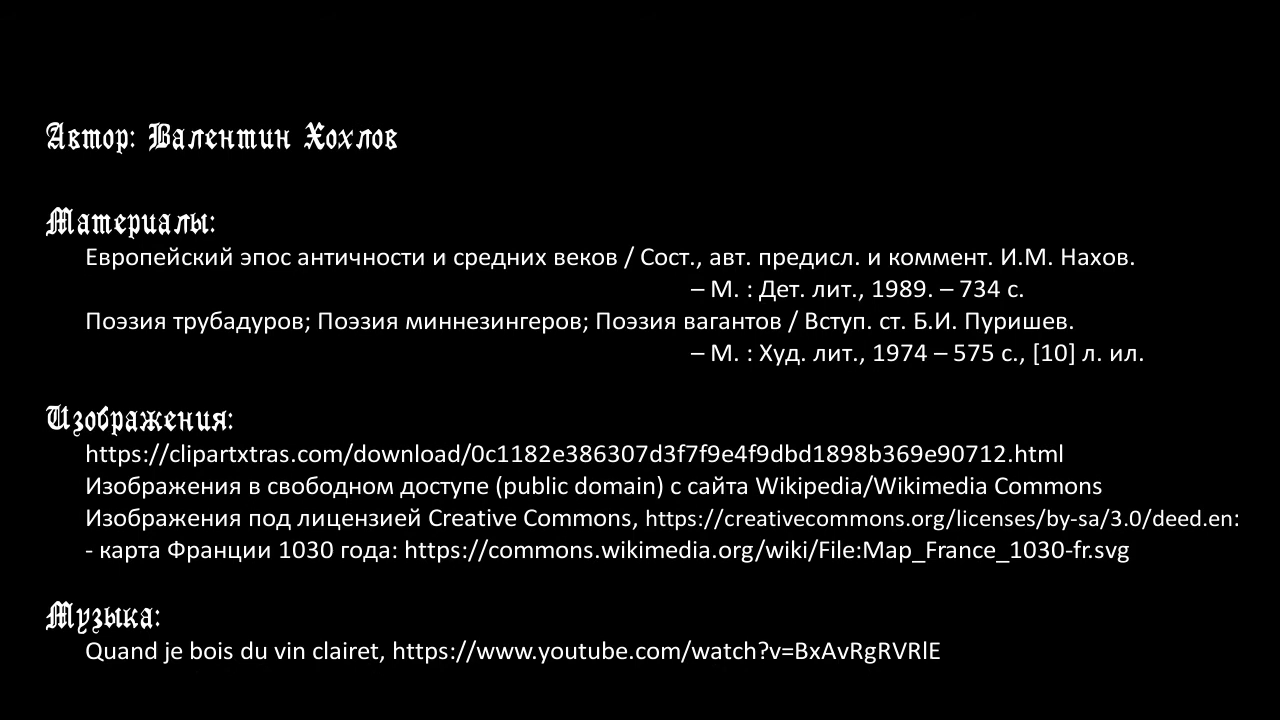 Автор: Валентин Хохлов
Материалы:
Европейский эпос античности и средних веков / Сост., авт. предисл. и коммент. И.М. Нахов.
– М. : Дет. лит., 1989. – 734 с.
Поэзия трубадуров; Поэзия миннезингеров; Поэзия вагантов / Вступ. ст. Б.И. Пуришев.
– М. : Худ. лит., 1974 – 575 с., [10] л. ил.
Изображения:
https://clipartxtras.com/download/0c1182e386307d3f7f9e4f9dbd1898b369e90712.html
Изображения в свободном доступе (public domain) с сайта Wikipedia/Wikimedia Commons
Изображения под лицензией Creative Commons, https://creativecommons.org/licenses/by-sa/3.0/deed.en:
- карта Франции 1030 года: https://commons.wikimedia.org/wiki/File:Map_France_1030-fr.svg
Музыка:
Quand je bois du vin clairet, https://www.youtube.com/watch?v=BxAvRgRVRlE